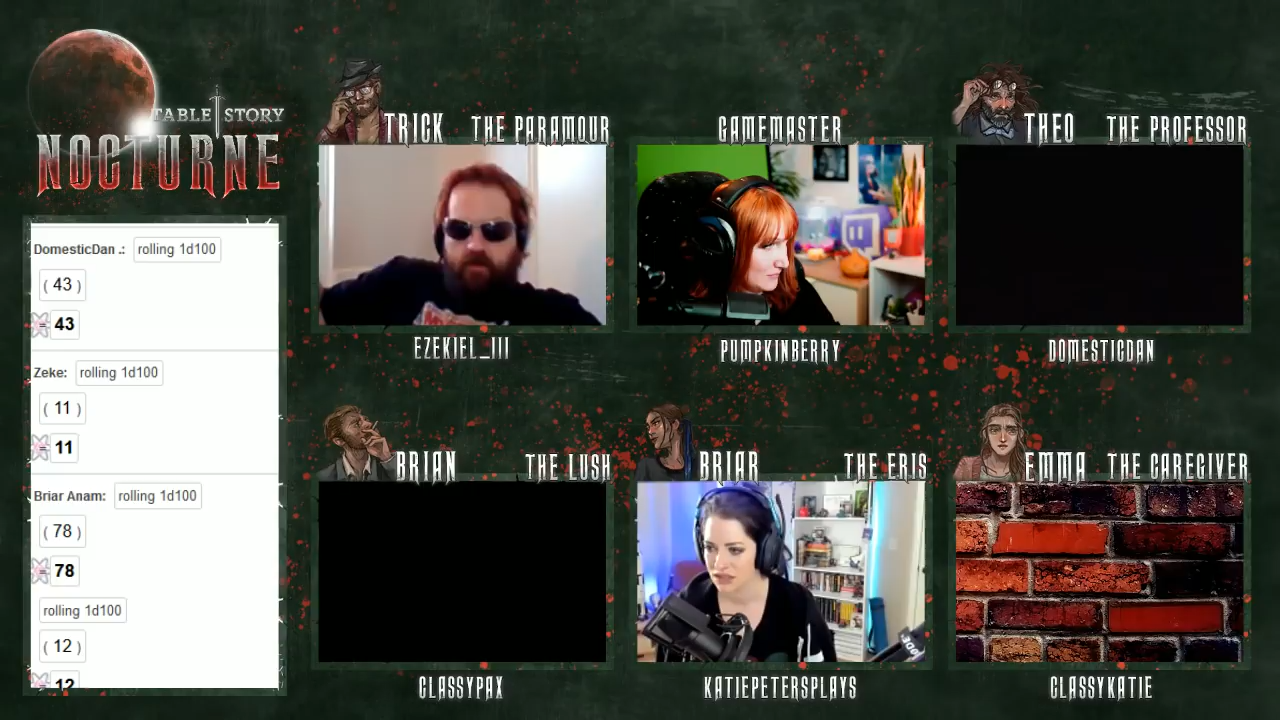 TABLE STORY
NOCTURNE
DomesticDan .: rolling 1d100
( 43 )
= 43
Zeke: rolling 1d100
( 11 )
= 11
Briar Anam: rolling 1d100
( 78 )
= 78
rolling 1d100
( 12 )
= 12
TRICK THE PARAMOUR
EZEKIEL_III
GAMEMASTER
PUMPKINBERRY
THEO THE PROFESSOR
DOMESTICDAN
BRIAN THE LUSH
CLASSYPAX
BRIAR THE ERIS
KATIEPETERSPLAYS
EMMA THE CAREGIVER
CLASSYKATIE